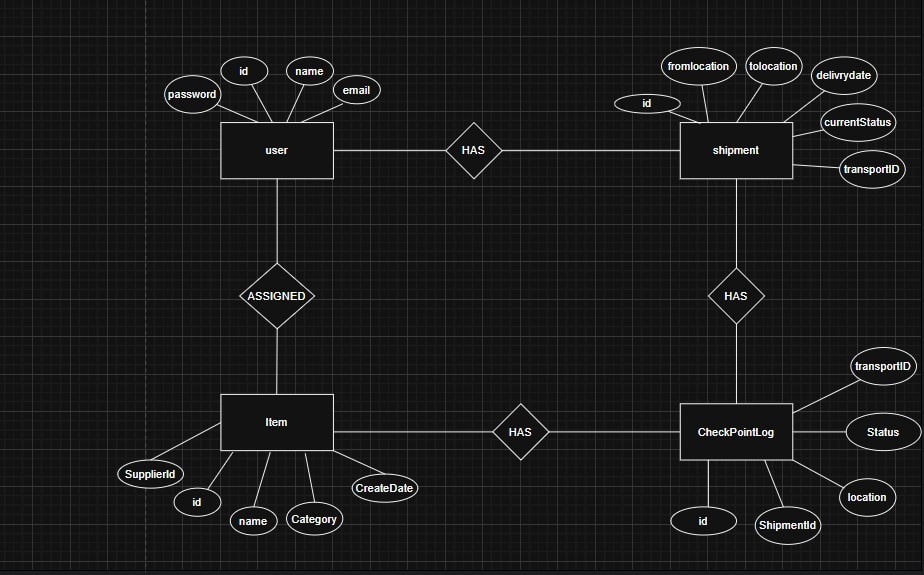 id
name
password
email
user
HAS
fromlocation
tolocation
delivrydate
id
currentStatus
shipment
transportID
ASSIGNED
HAS
transportID
Item
HAS
CheckPointLog
Status
SupplierId
id
name
Category
CreateDate
location
id
ShipmentId